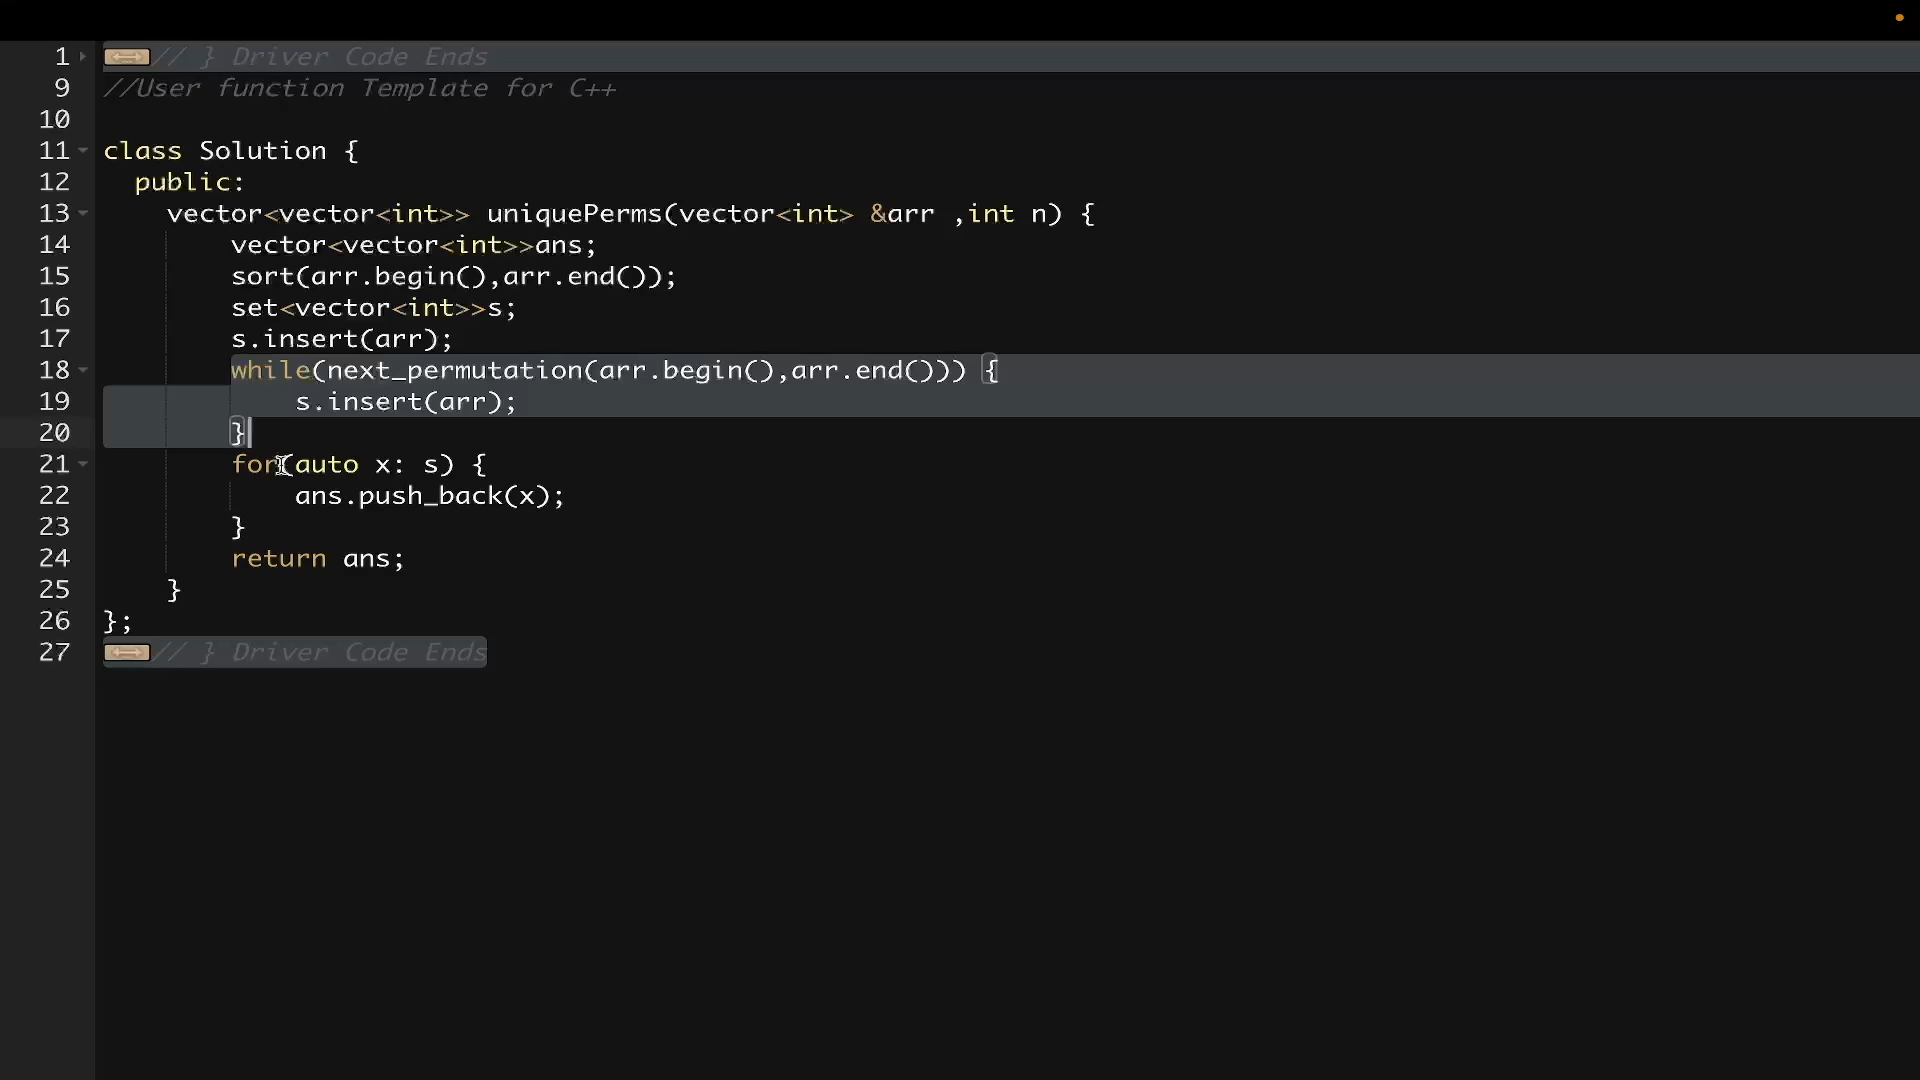 1 // } Driver Code Ends
9 //User function Template for C++
10
11 class Solution {
12 public:
13 vector<vector<int>> uniquePerms(vector<int> &arr ,int n) {
14 vector<vector<int>>ans;
15 sort(arr.begin(),arr.end());
16 set<vector<int>>s;
17 s.insert(arr);
18 while(next_permutation(arr.begin(),arr.end())) {
19 s.insert(arr);
20 }
21 for(auto x: s) {
22 ans.push_back(x);
23 }
24 return ans;
25 }
26 };
27 // } Driver Code Ends